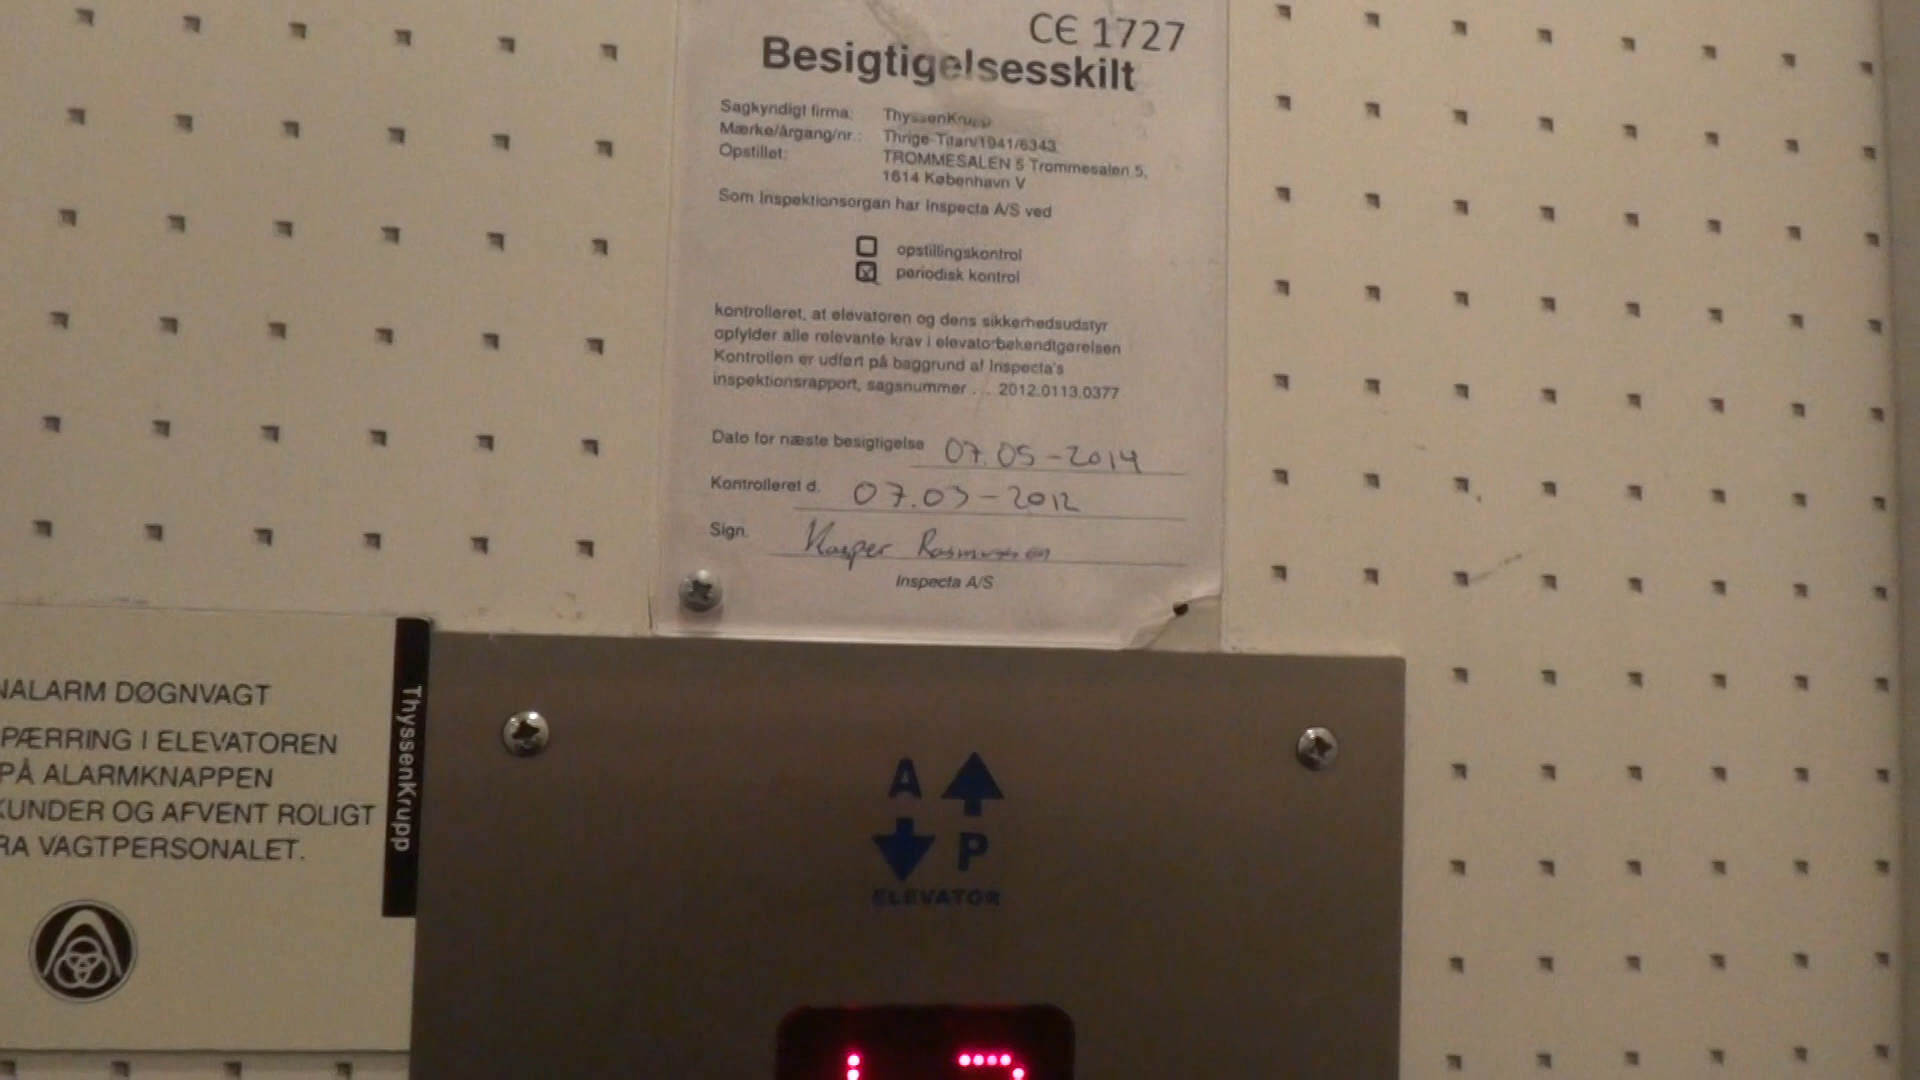 CE 1727
Besigtigelsesskilt
Sagkyndigt firma: ThyssenKrupp
Mærke/årgang/nr.: Thrige-Titan/1941/6343
Opstillet: TROMMESALEN 5 Trommesalen 5,
1614 København V
Som Inspektionsorgan har Inspecta A/S ved
opstillingskontrol
periodisk kontrol
kontrolleret, at elevatoren og dens sikkerhedsudstyr
opfylder alle relevante krav i elevatorbekendtgørelsen
Kontrollen er udført på baggrund af Inspecta's
inspektionsrapport, sagsnummer ... 2012.0113.0377
Dato for næste besigtigelse 07.05-2014
Kontrolleret d. 07.03-2012
Sign. Kasper Rasmussen
Inspecta A/S
NALARM DØGNVAGT
PÆRRING I ELEVATOREN
PÅ ALARMKNAPPEN
KUNDER OG AFVENT ROLIGT
RA VAGTPERSONALET.
ThyssenKrupp
A
P
ELEVATOR